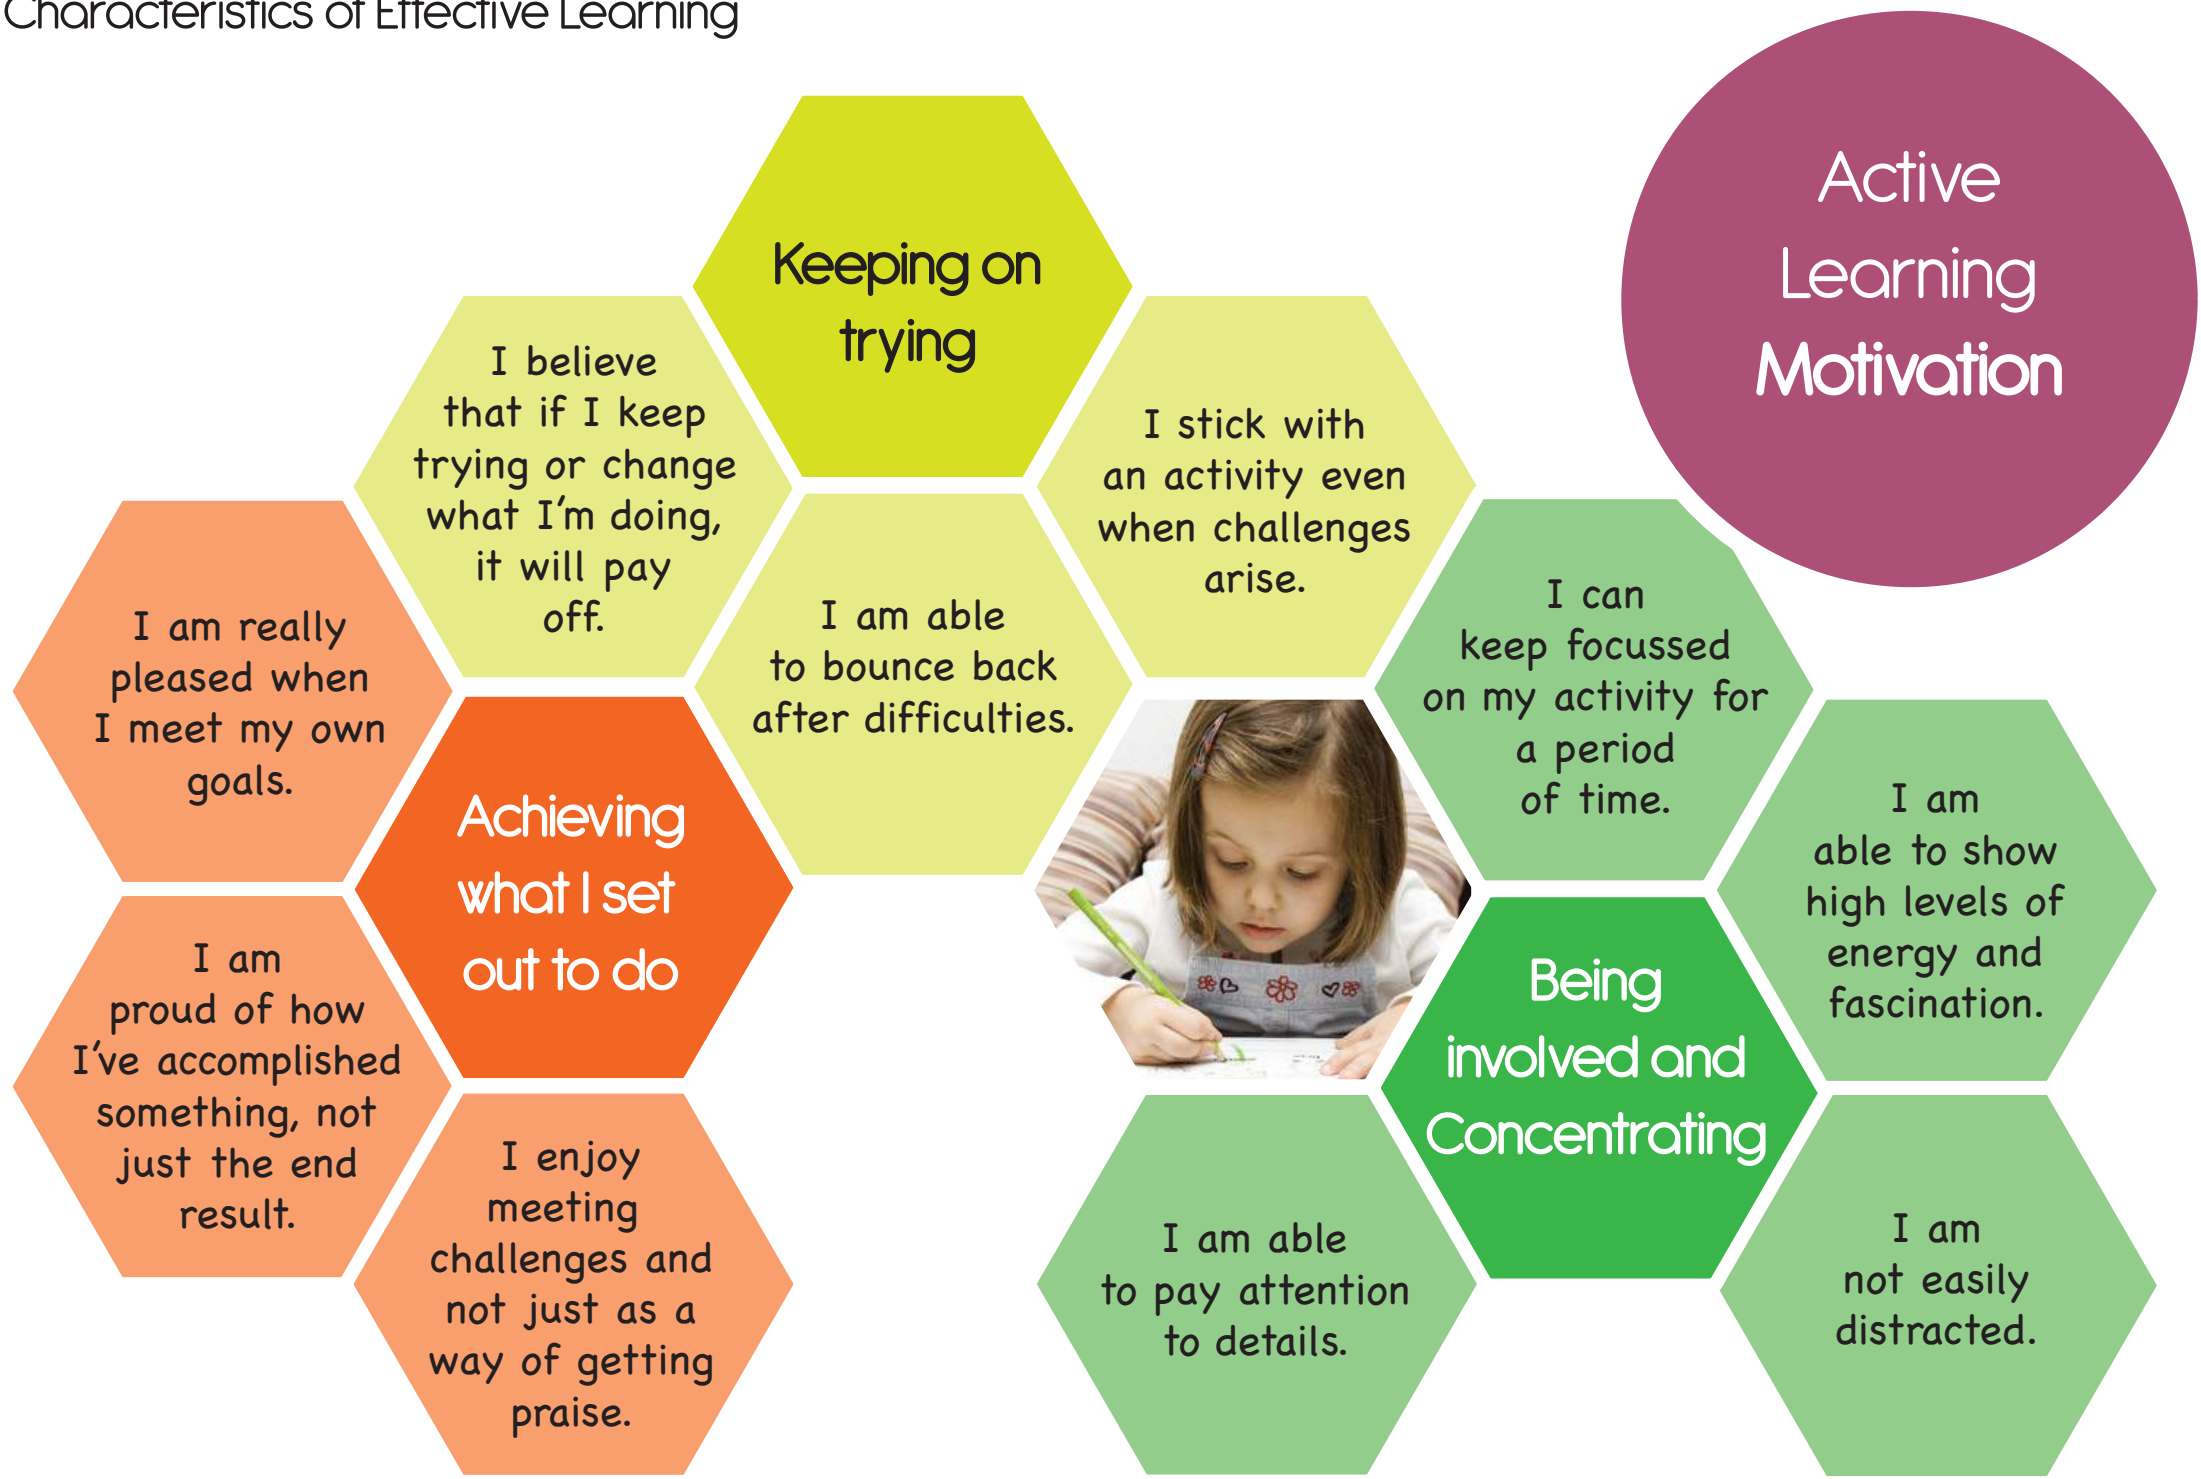 Characteristics of Effective Learning
Active
Learning
Motivation
Keeping on
trying
I believe
that if I keep
trying or change
what I'm doing,
it will pay
off.
I am able
to bounce back
after difficulties.
I stick with
an activity even
when challenges
arise.
Achieving
what I set
out to do
I am really
pleased when
I meet my own
goals.
I am
proud of how
I've accomplished
something, not
just the end
result.
I enjoy
meeting
challenges and
not just as a
way of getting
praise.
Being
involved and
Concentrating
I can
keep focussed
on my activity for
a period
of time.
I am
able to show
high levels of
energy and
fascination.
I am able
to pay attention
to details.
I am
not easily
distracted.